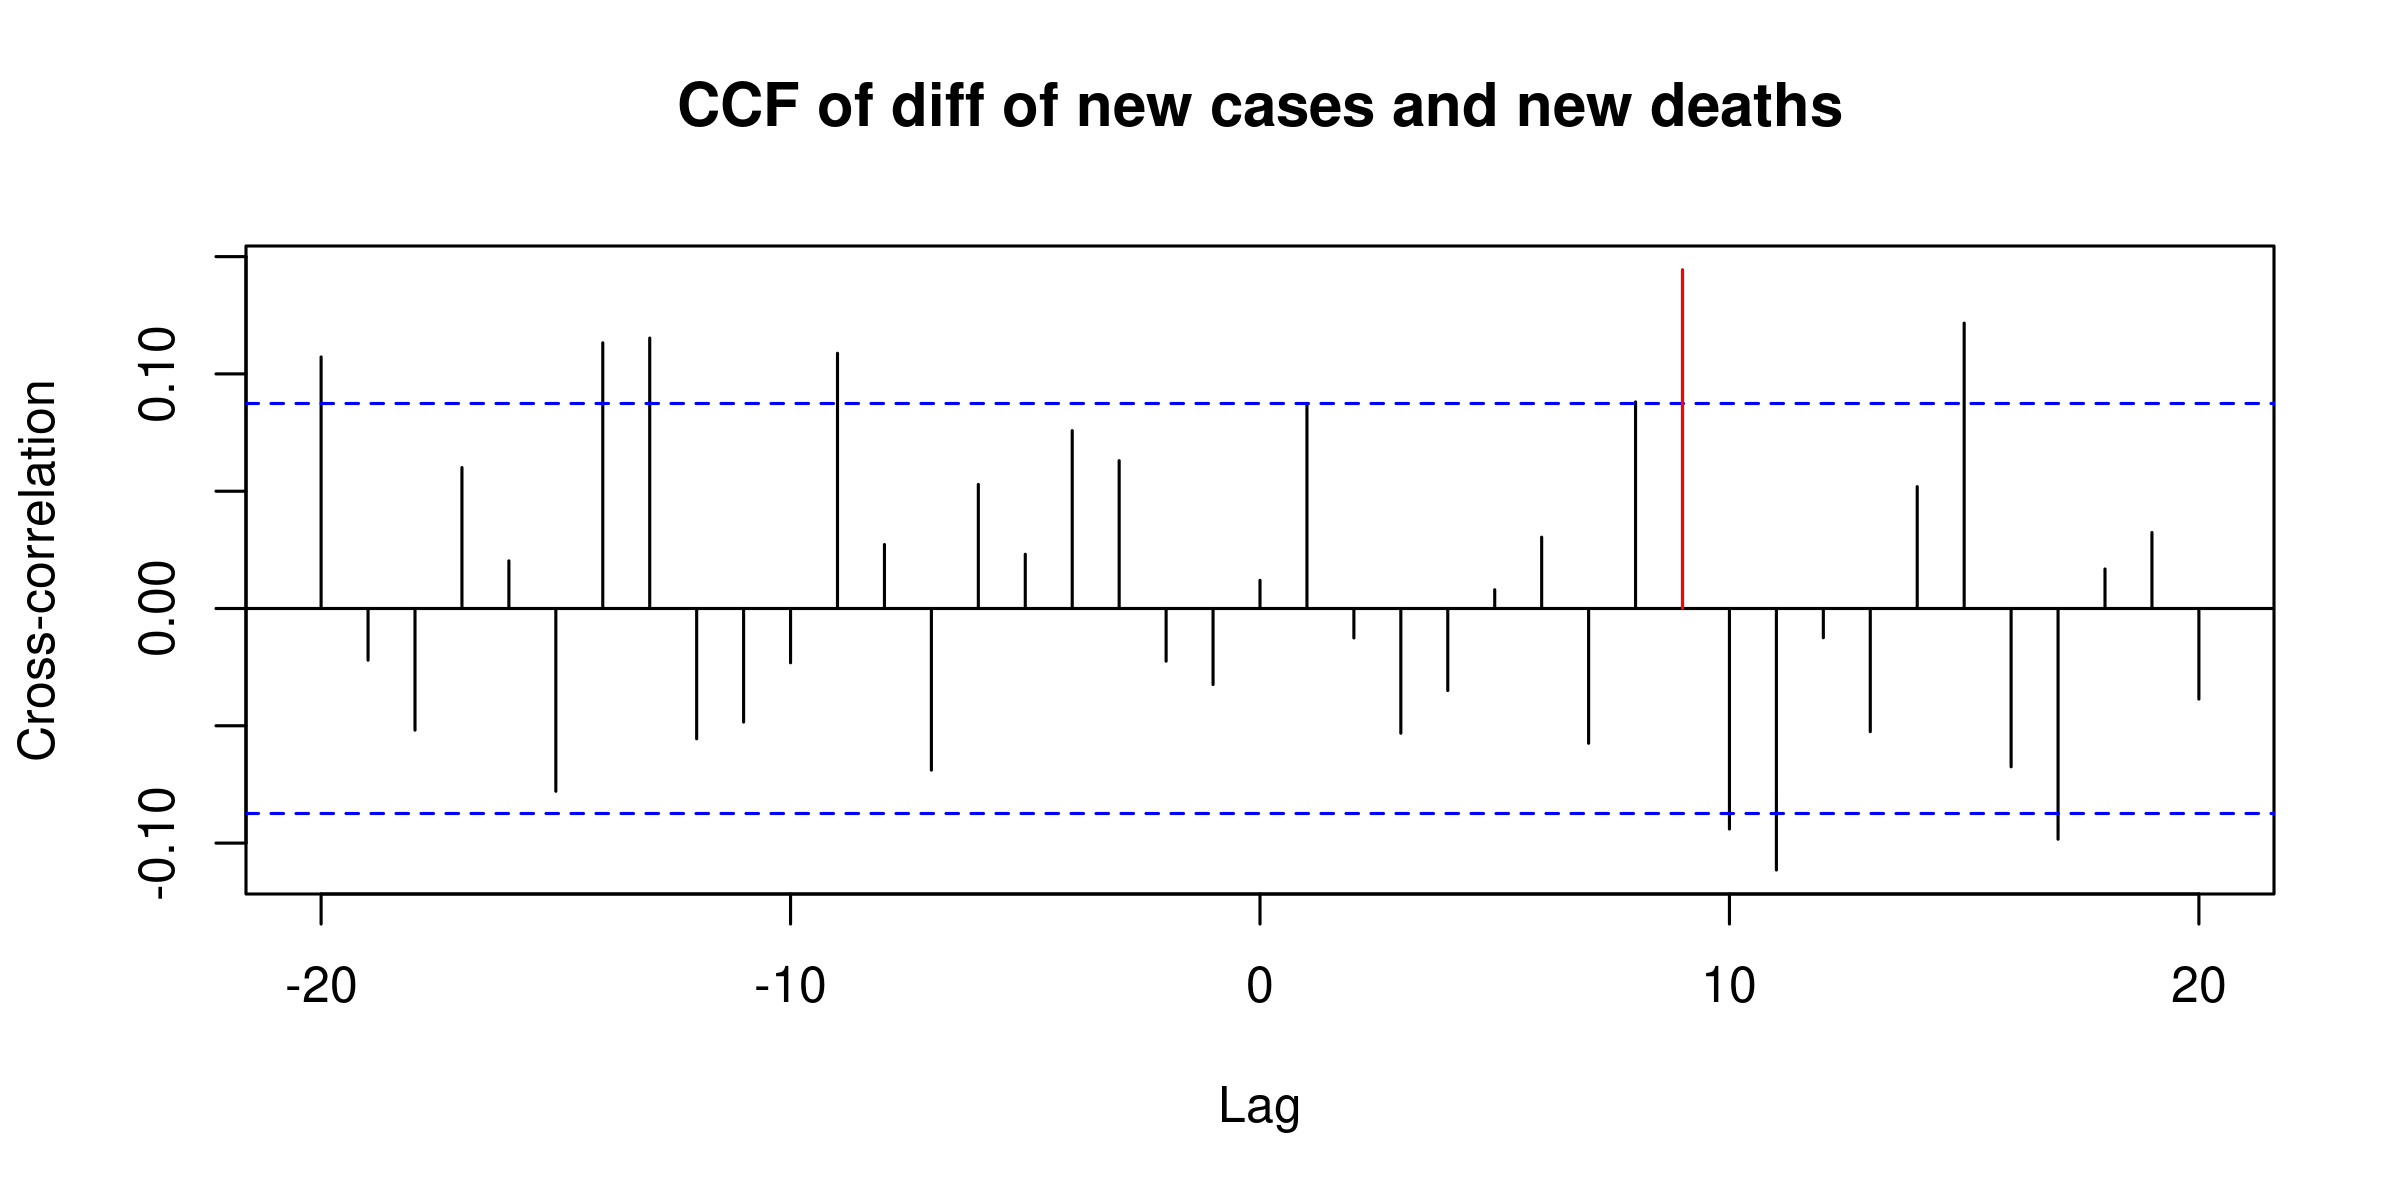 CCF of diff of new cases and new deaths
Cross-correlation
0.10
0.00
-0.10
-20 -10 0 10 20
Lag